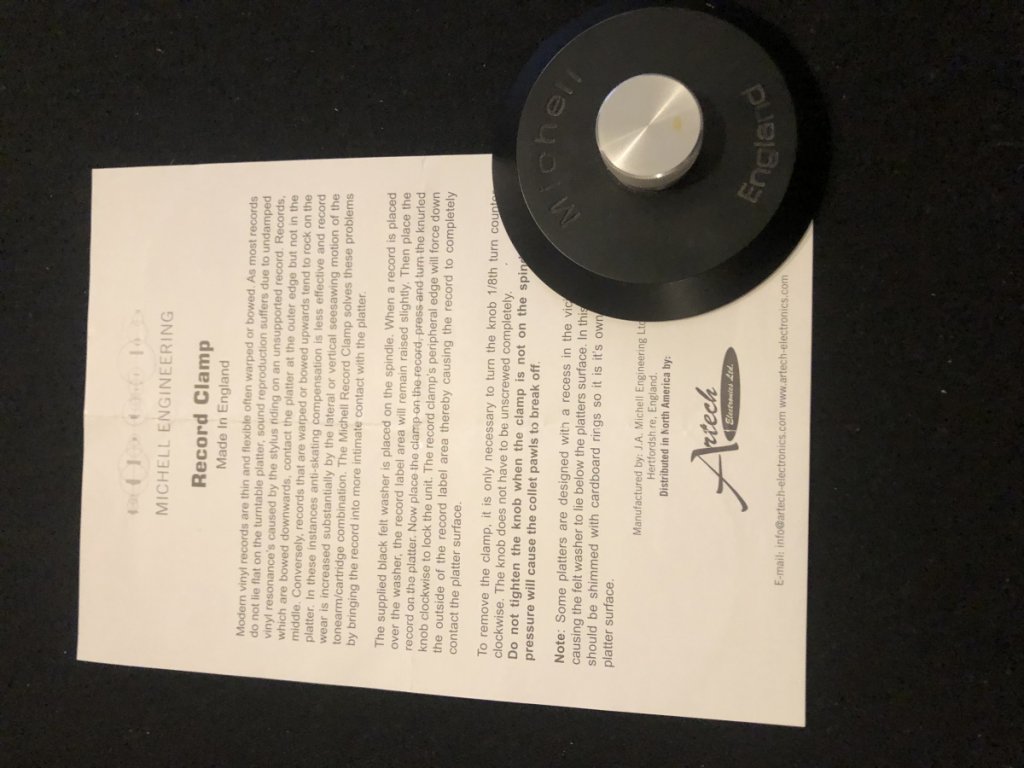 MICHELL ENGINEERING
Record Clamp
Made In England
Modern vinyl records are thin and flexible often warped or bowed. As most records
do not lie flat on the turntable platter, sound reproduction suffers due to undamped
vinyl resonance's caused by the stylus riding on an unsupported record. Records,
which are bowed downwards, contact the platter at the outer edge but not in the
middle. Conversely, records that are warped or bowed upwards tend to rock on the
platter. In these instances anti-skating compensation is less effective and record
wear is increased substantially by the lateral or vertical seesawing motion of the
tonearm/cartridge combination. The Michell Record Clamp solves these problems
by bringing the record into more intimate contact with the platter.
The supplied black felt washer is placed on the spindle. When a record is placed
over the washer, the record label area will remain raised slightly. Then place the
record on the platter. Now place the clamp on the record, press and turn the knurled
knob clockwise to lock the unit. The record clamp's peripheral edge will force down
the outside of the record label area thereby causing the record to completely
contact the platter surface.
To remove the clamp, it is only necessary to turn the knob 1/8th turn counter
clockwise. The knob does not have to be unscrewed completely.
Do not tighten the knob when the clamp is not on the spin
pressure will cause the collet pawls to break off.
Note: Some platters are designed with a recess in the vic
causing the felt washer to lie below the platters surface. In this
should be shimmed with cardboard rings so it is it's own
platter surface.
Manufactured by: J.A. Michell Engineering Ltd
Hertfordshire, England.
Distributed in North America by:
Artech
Electronics Ltd.
E-mail: info@artech-electronics.com www.artech-electronics.com
Michell
England